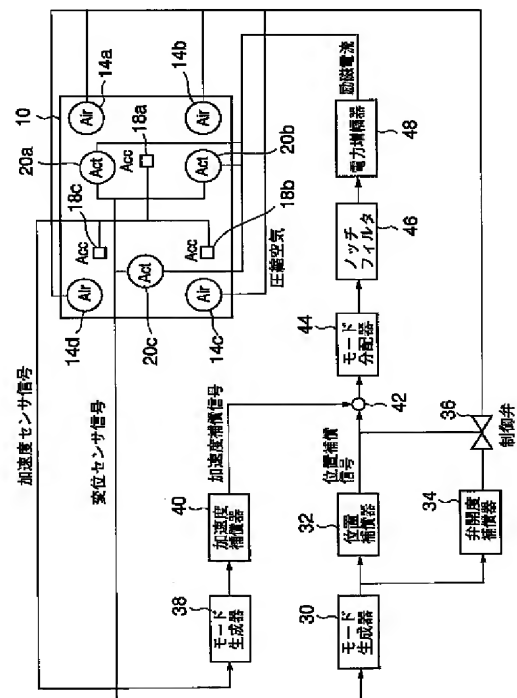 加速度センサ信号
変位センサ信号
10
20a
14a
Air
Act
Acc
18a
18c
Acc
14b
Air
Act
20b
Acc
18b
Act
20c
Air
14d
Air
14c
圧縮空気
励磁電流
加速度補償信号
38
モード
生成器
40
加速度
補償器
30
モード
生成器
32
位置
補償器
位置補償
信号
42
44
モード
分配器
46
ノッチ
フィルタ
48
電力増幅器
34
弁開度
補償器
36
制御弁